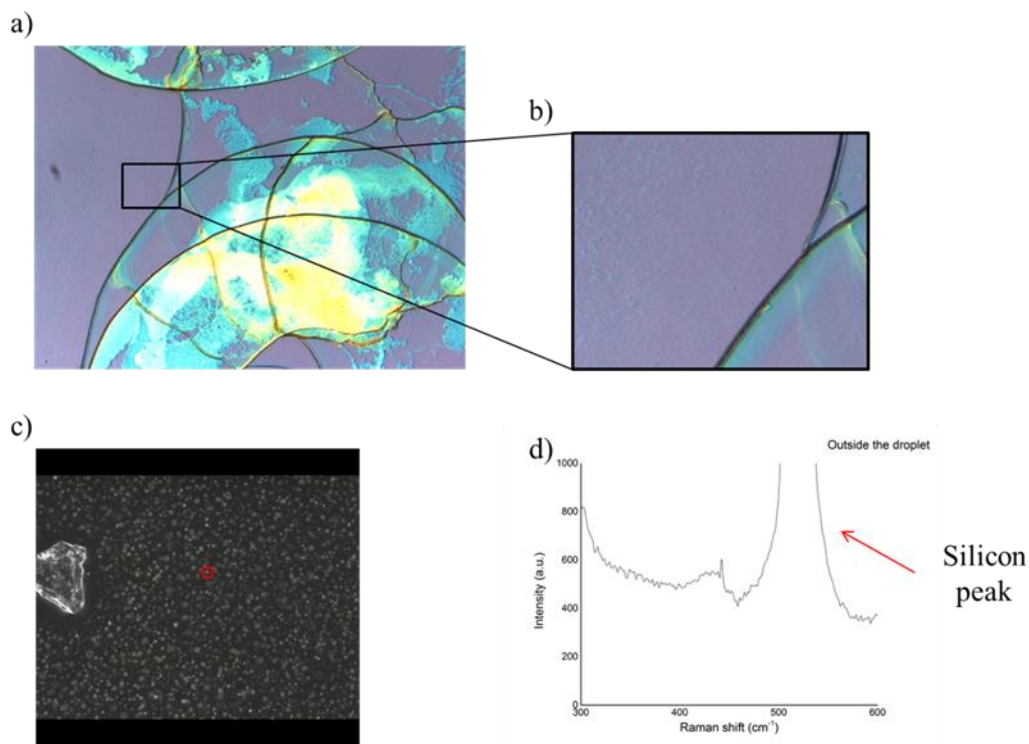 a)
b)
c)
d)
Outside the droplet
1000
800
600
400
200
0
Intensity (a.u.)
300
400
500
600
Raman shift (cm⁻¹)
Silicon
peak